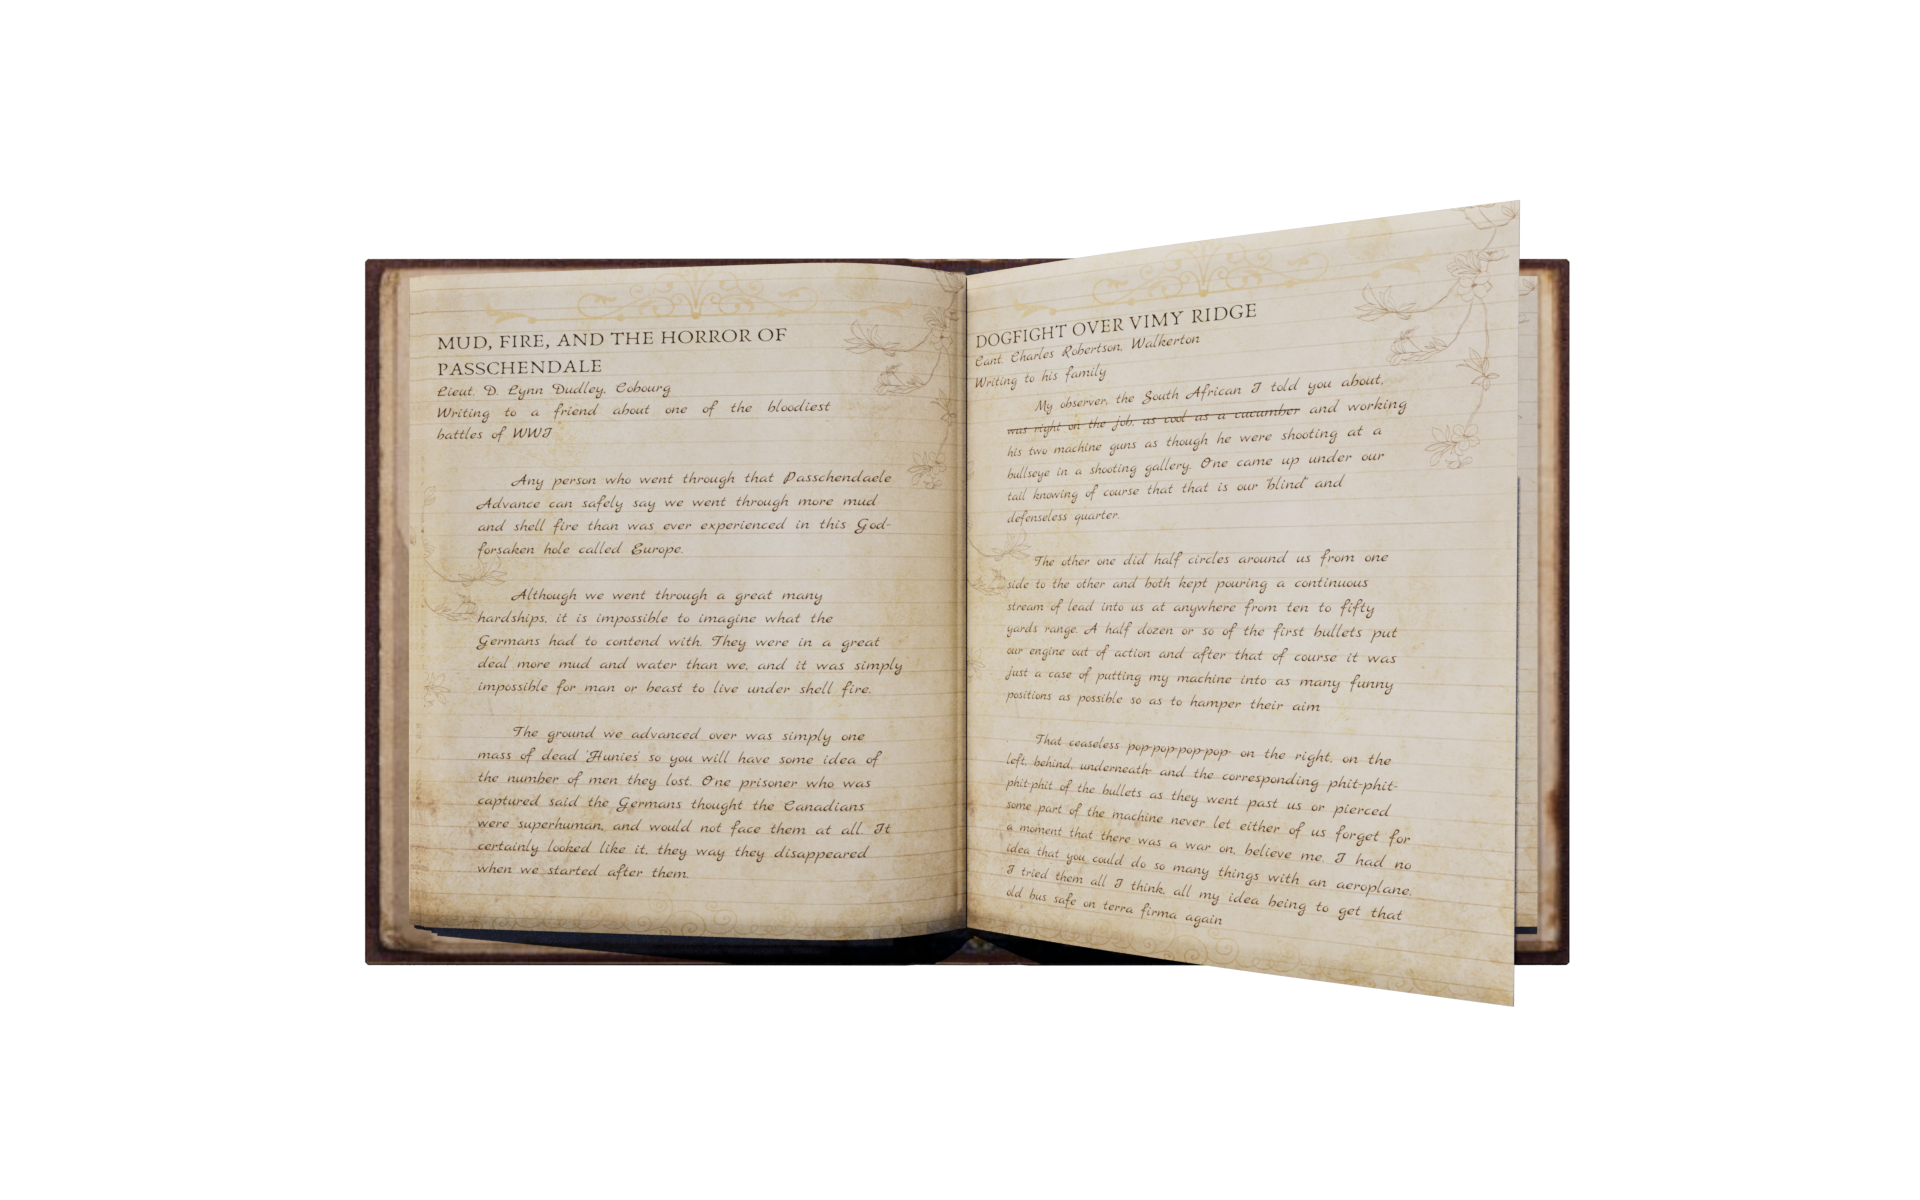 MUD, FIRE, AND THE HORROR OF
PASSCHENDALE
Lieut. D. Lynn Dudley, Cobourg
Writing to a friend about one of the bloodiest
battles of WWI
Any person who went through that Passchendaele
Advance can safely say we went through more mud
and shell fire than was ever experienced in this God-
forsaken hole called Europe.
Although we went through a great many
hardships, it is impossible to imagine what the
Germans had to contend with. They were in a great
deal more mud and water than we, and it was simply
impossible for man or beast to live under shell fire.
The ground we advanced over was simply one
mass of dead 'Hunies' so you will have some idea of
the number of men they lost. One prisoner who was
captured said the Germans thought the Canadians
were superhuman, and would not face them at all. It
certainly looked like it, they way they disappeared
when we started after them.
DOGFIGHT OVER VIMY RIDGE
Cant. Charles Robertson, Walkerton
Writing to his family
My observer, the South African I told you about,
was right on the job, as cool as a cucumber and working
his two machine guns as though he were shooting at a
bullseye in a shooting gallery. One came up under our
tail knowing of course that that is our "blind" and
defenseless quarter.
The other one did half circles around us from one
side to the other and both kept pouring a continuous
stream of lead into us at anywhere from ten to fifty
yards range. A half dozen or so of the first bullets put
our engine out of action and after that of course it was
just a case of putting my machine into as many funny
positions as possible so as to hamper their aim
That ceaseless pop-pop-pop-pop- on the right, on the
left, behind, underneath- and the corresponding phit-phit-
phit-phit of the bullets as they went past us or pierced
some part of the machine never let either of us forget for
a moment that there was a war on, believe me. I had no
idea that you could do so many things with an aeroplane.
I tried them all I think, all my idea being to get that
old bus safe on terra firma again